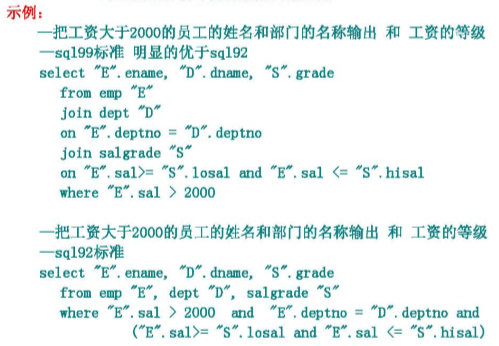 示例：
—把工资大于2000的员工的姓名和部门的名称输出 和 工资的等级
—sql99标准 明显的优于sql92
select "E".ename, "D".dname, "S".grade
from emp "E"
join dept "D"
on "E".deptno = "D".deptno
join salgrade "S"
on "E".sal>= "S".losal and "E".sal <= "S".hisal
where "E".sal > 2000
—把工资大于2000的员工的姓名和部门的名称输出 和 工资的等级
—sql92标准
select "E".ename, "D".dname, "S".grade
from emp "E", dept "D", salgrade "S"
where "E".sal > 2000 and "E".deptno = "D".deptno and
("E".sal>= "S".losal and "E".sal <= "S".hisal)